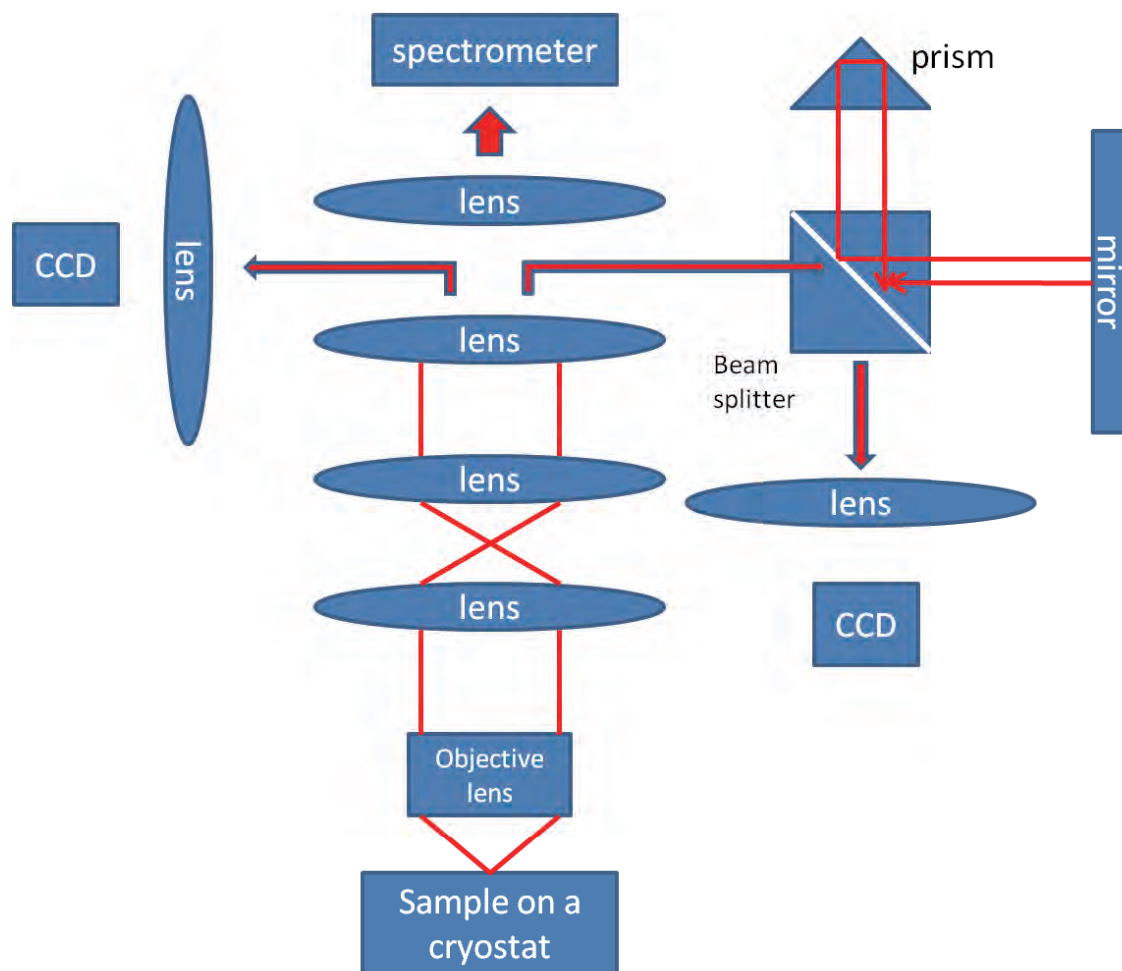 spectrometer
prism
lens
lens
CCD
mirror
lens
Beam
splitter
lens
lens
lens
CCD
Objective
lens
Sample on a
cryostat